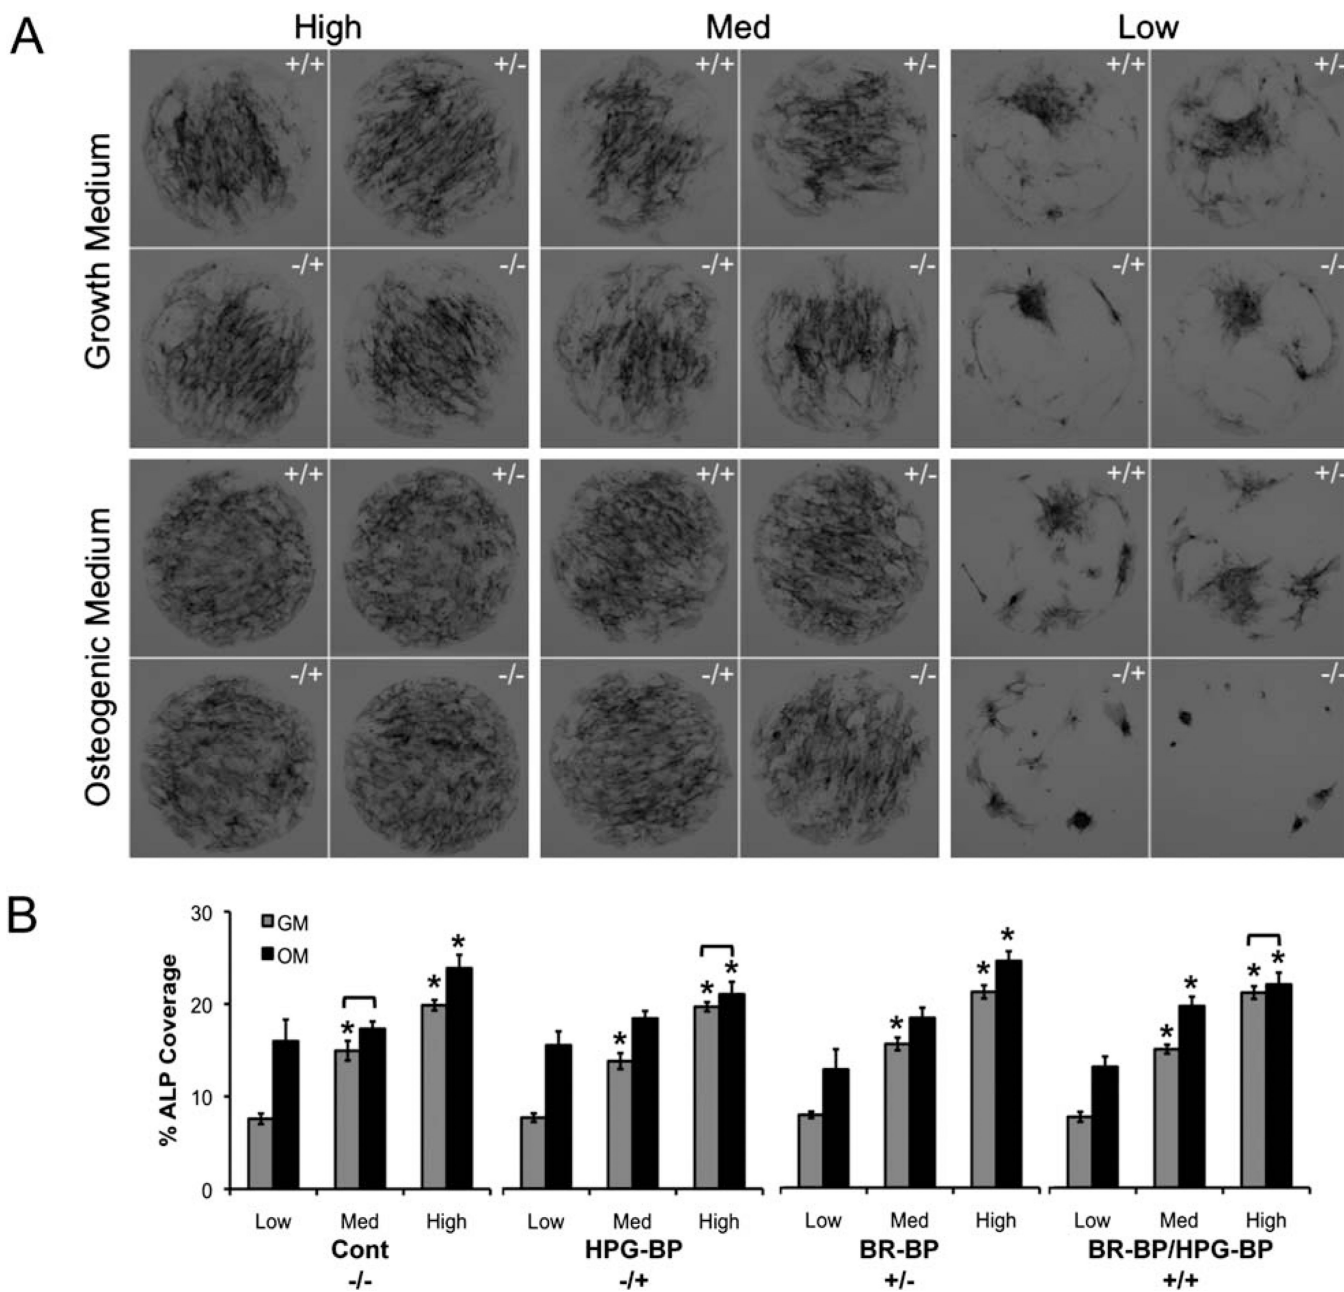 A
High Med Low
Growth Medium
+/+ +/- +/+ +/- +/+ +/-
-/+ -/- -/+ -/- -/+ -/-
Osteogenic Medium
+/+ +/- +/+ +/- +/+ +/-
-/+ -/- -/+ -/- -/+ -/-
B
% ALP Coverage
30
20
10
0
GM
OM
* * * * * * * * * * * *
Low Med High Low Med High Low Med High Low Med High
Cont HPG-BP BR-BP BR-BP/HPG-BP
-/- -/+ +/- +/+